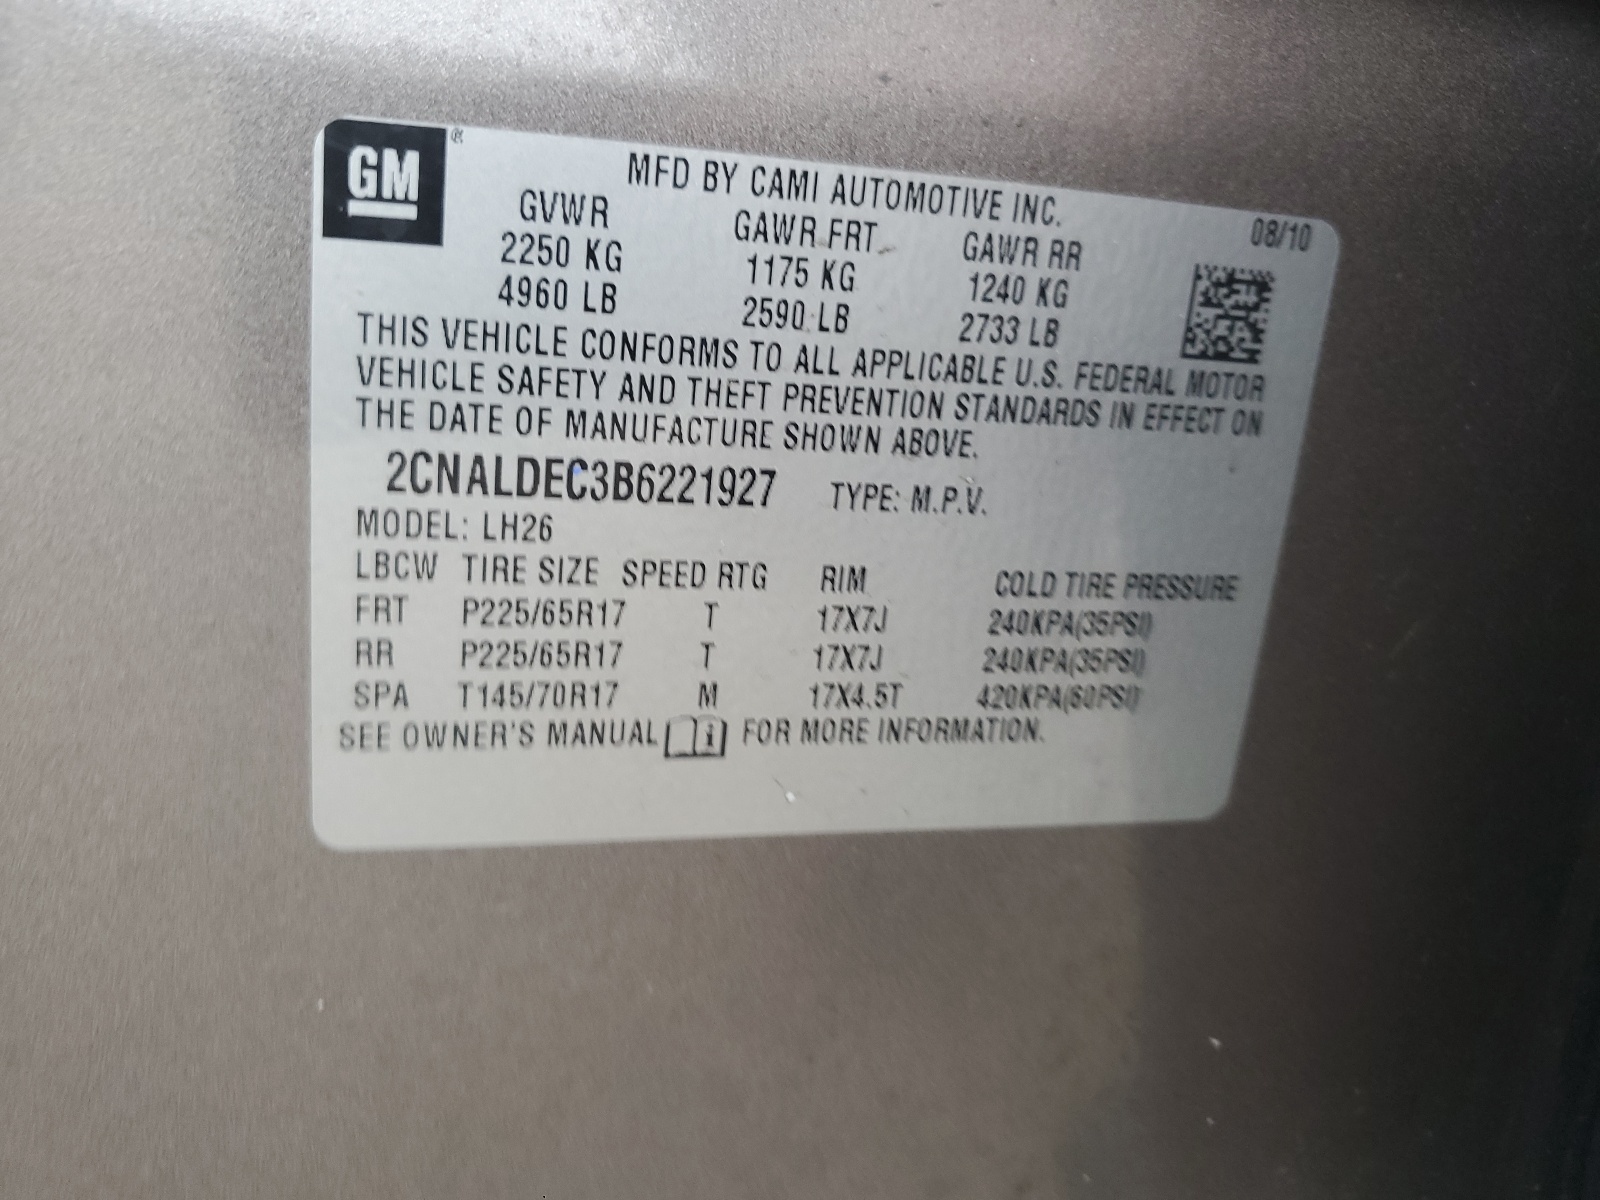 GM
MFD BY CAMI AUTOMOTIVE INC.
08/10
GVWR GAWR FRT GAWR RR
2250 KG 1175 KG 1240 KG
4960 LB 2590 LB 2733 LB
THIS VEHICLE CONFORMS TO ALL APPLICABLE U.S. FEDERAL MOTOR
VEHICLE SAFETY AND THEFT PREVENTION STANDARDS IN EFFECT ON
THE DATE OF MANUFACTURE SHOWN ABOVE.
2CNALDEC3B6221927 TYPE: M.P.V.
MODEL: LH26
LBCW TIRE SIZE SPEED RTG RIM COLD TIRE PRESSURE
FRT P225/65R17 T 17X7J 240KPA(35PSI)
RR P225/65R17 T 17X7J 240KPA(35PSI)
SPA T145/70R17 M 17X4.5T 420KPA(60PSI)
SEE OWNER'S MANUAL FOR MORE INFORMATION.